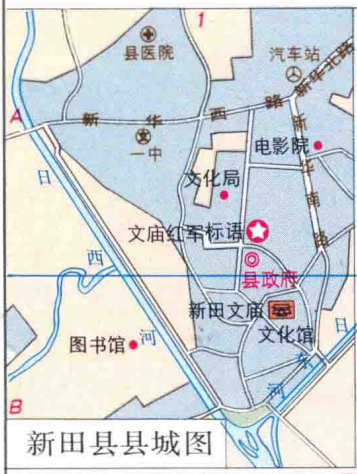 1
县医院
汽车站
新华北路
A
新华西路
一中
电影院
新华南路
文化局
日西河
文庙红军标语
县政府
新田文庙
文化馆
日东河
图书馆
B
新田县县城图